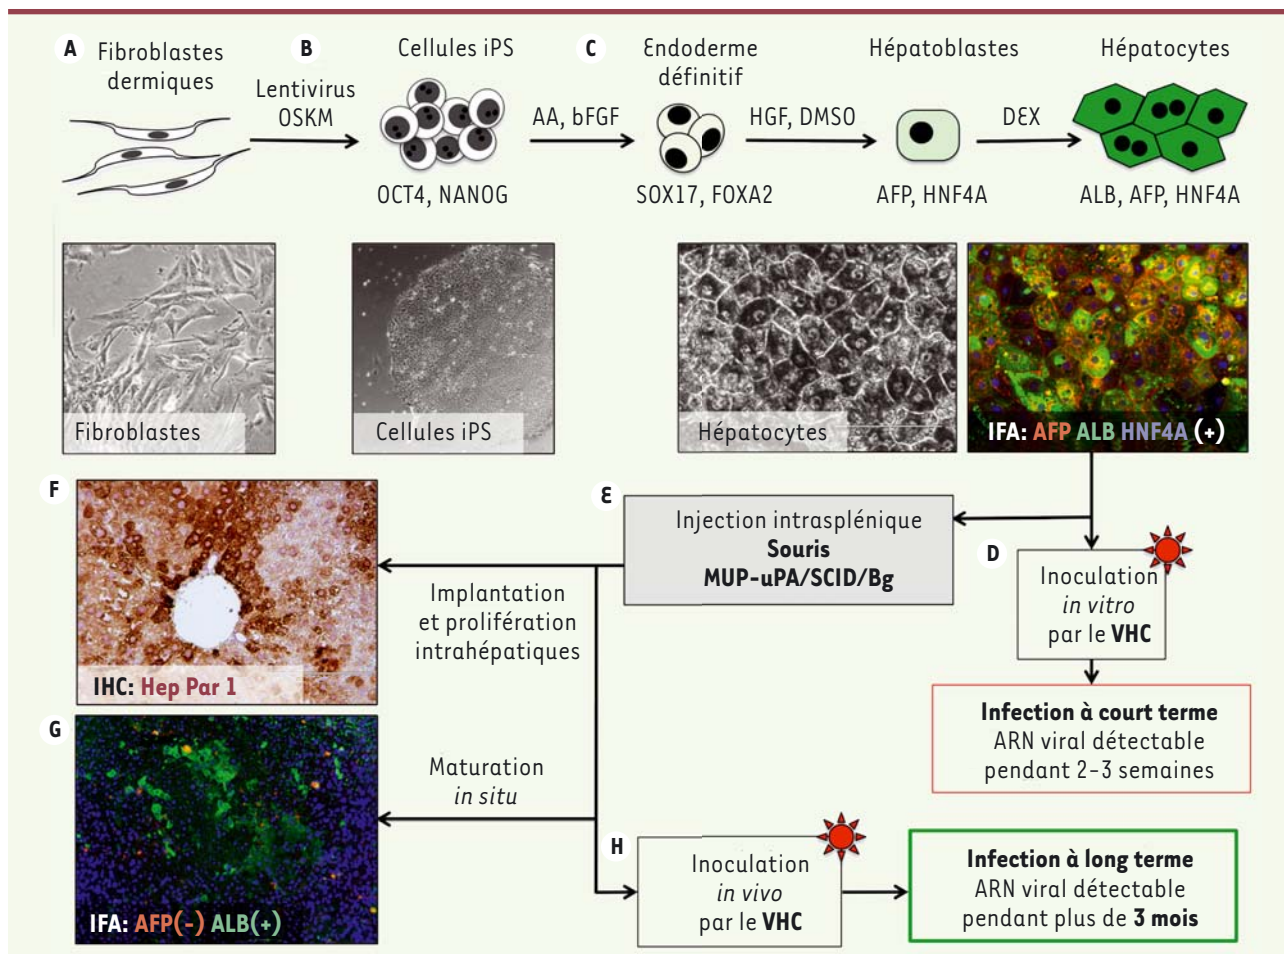 A
Fibroblastes
dermiques
B
Lentivirus
OSKM
Cellules iPS
OCT4, NANOG
C
AA, bFGF
Endoderme
définitif
SOX17, FOXA2
HGF, DMSO
Hépatoblastes
AFP, HNF4A
DEX
Hépatocytes
ALB, AFP, HNF4A
Fibroblastes
Cellules iPS
Hépatocytes
IFA: AFP ALB HNF4A (+)
F
IHC: Hep Par 1
Implantation
et prolifération
intrahépatiques
E
Injection intrasplénique
Souris
MUP-uPA/SCID/Bg
D
Inoculation
in vitro
par le VHC
Infection à court terme
ARN viral détectable
pendant 2-3 semaines
G
IFA: AFP(-) ALB(+)
Maturation
in situ
H
Inoculation
in vivo
par le VHC
Infection à long terme
ARN viral détectable
pendant plus de 3 mois